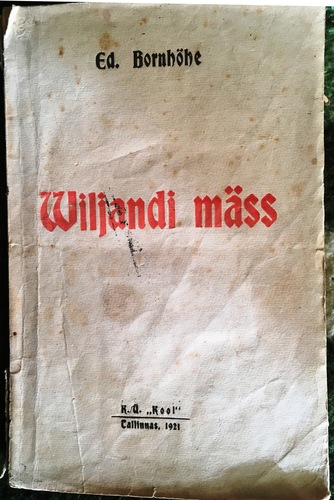 Ed. Bornhöhe
Wiljandi mäss
K.Ü. „Kool"
Tallinnas, 1921